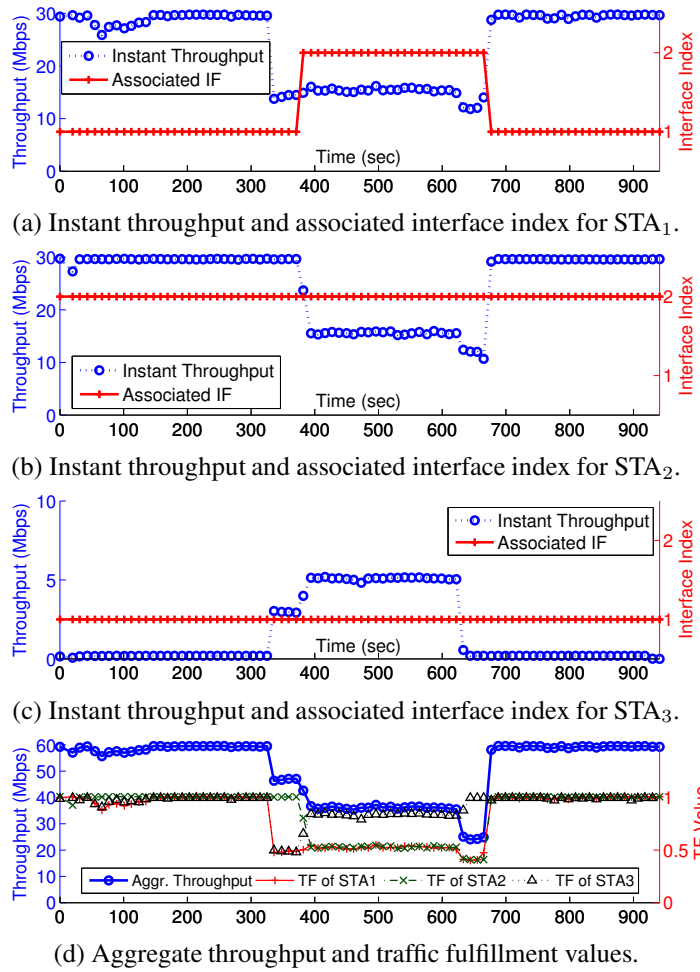 30
20
10
0
Throughput (Mbps)
Instant Throughput
Associated IF
2
1
Interface Index
Time (sec)
0 100 200 300 400 500 600 700 800 900
(a) Instant throughput and associated interface index for STA1.
30
20
10
0
Throughput (Mbps)
Instant Throughput
Associated IF
2
1
Interface Index
Time (sec)
0 100 200 300 400 500 600 700 800 900
(b) Instant throughput and associated interface index for STA2.
10
5
0
Throughput (Mbps)
Instant Throughput
Associated IF
2
1
Interface Index
Time (sec)
0 100 200 300 400 500 600 700 800 900
(c) Instant throughput and associated interface index for STA3.
60
50
40
30
20
10
0
Throughput (Mbps)
1
0.5
0
TF Value
Aggr. Throughput TF of STA1 TF of STA2 TF of STA3
0 100 200 300 400 500 600 700 800 900
(d) Aggregate throughput and traffic fulfillment values.